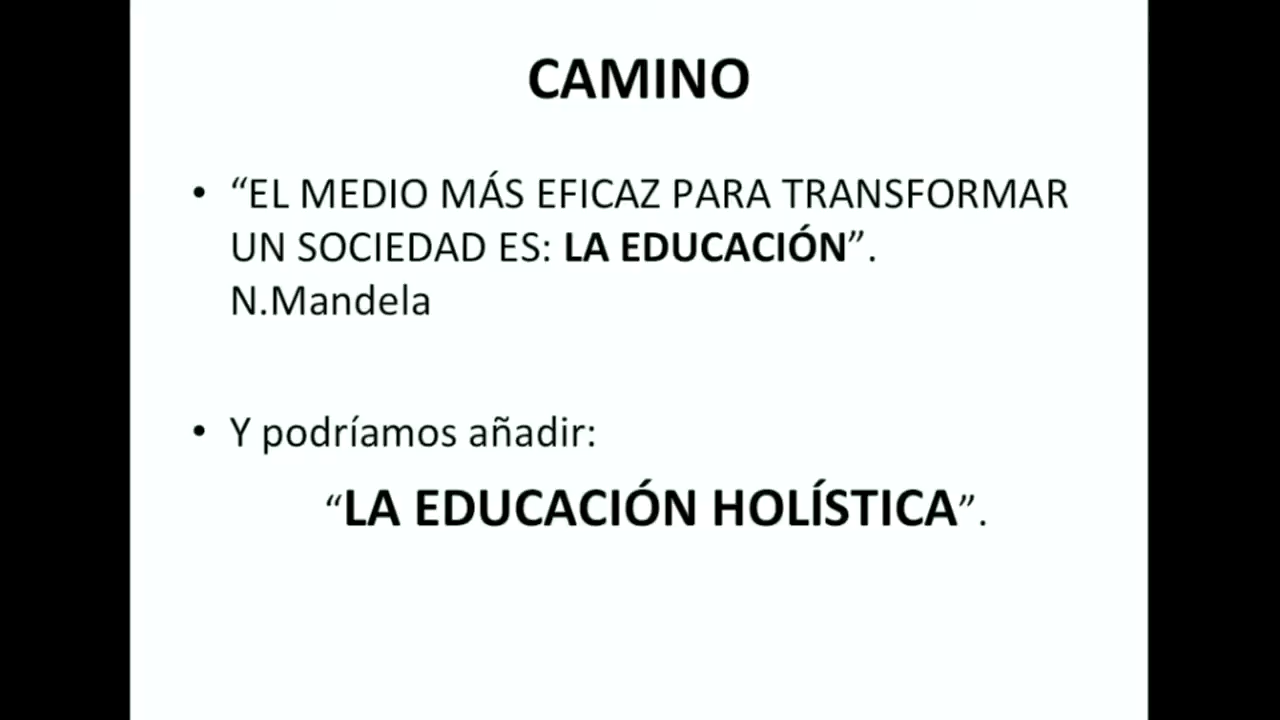 CAMINO
• “EL MEDIO MÁS EFICAZ PARA TRANSFORMAR
UN SOCIEDAD ES: LA EDUCACIÓN”.
N.Mandela
• Y podríamos añadir:
“LA EDUCACIÓN HOLÍSTICA”.